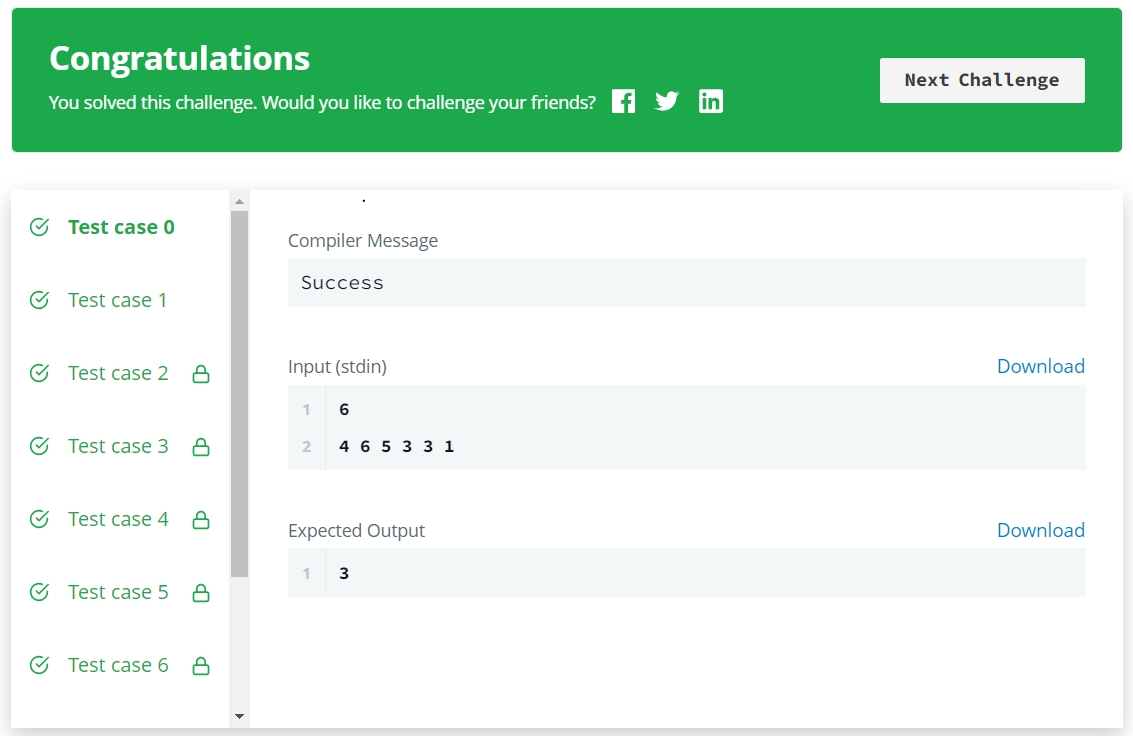 Congratulations
You solved this challenge. Would you like to challenge your friends?
Next Challenge
Test case 0
Test case 1
Test case 2
Test case 3
Test case 4
Test case 5
Test case 6
Compiler Message
Success
Input (stdin)
Download
1 6
2 4 6 5 3 3 1
Expected Output
Download
1 3